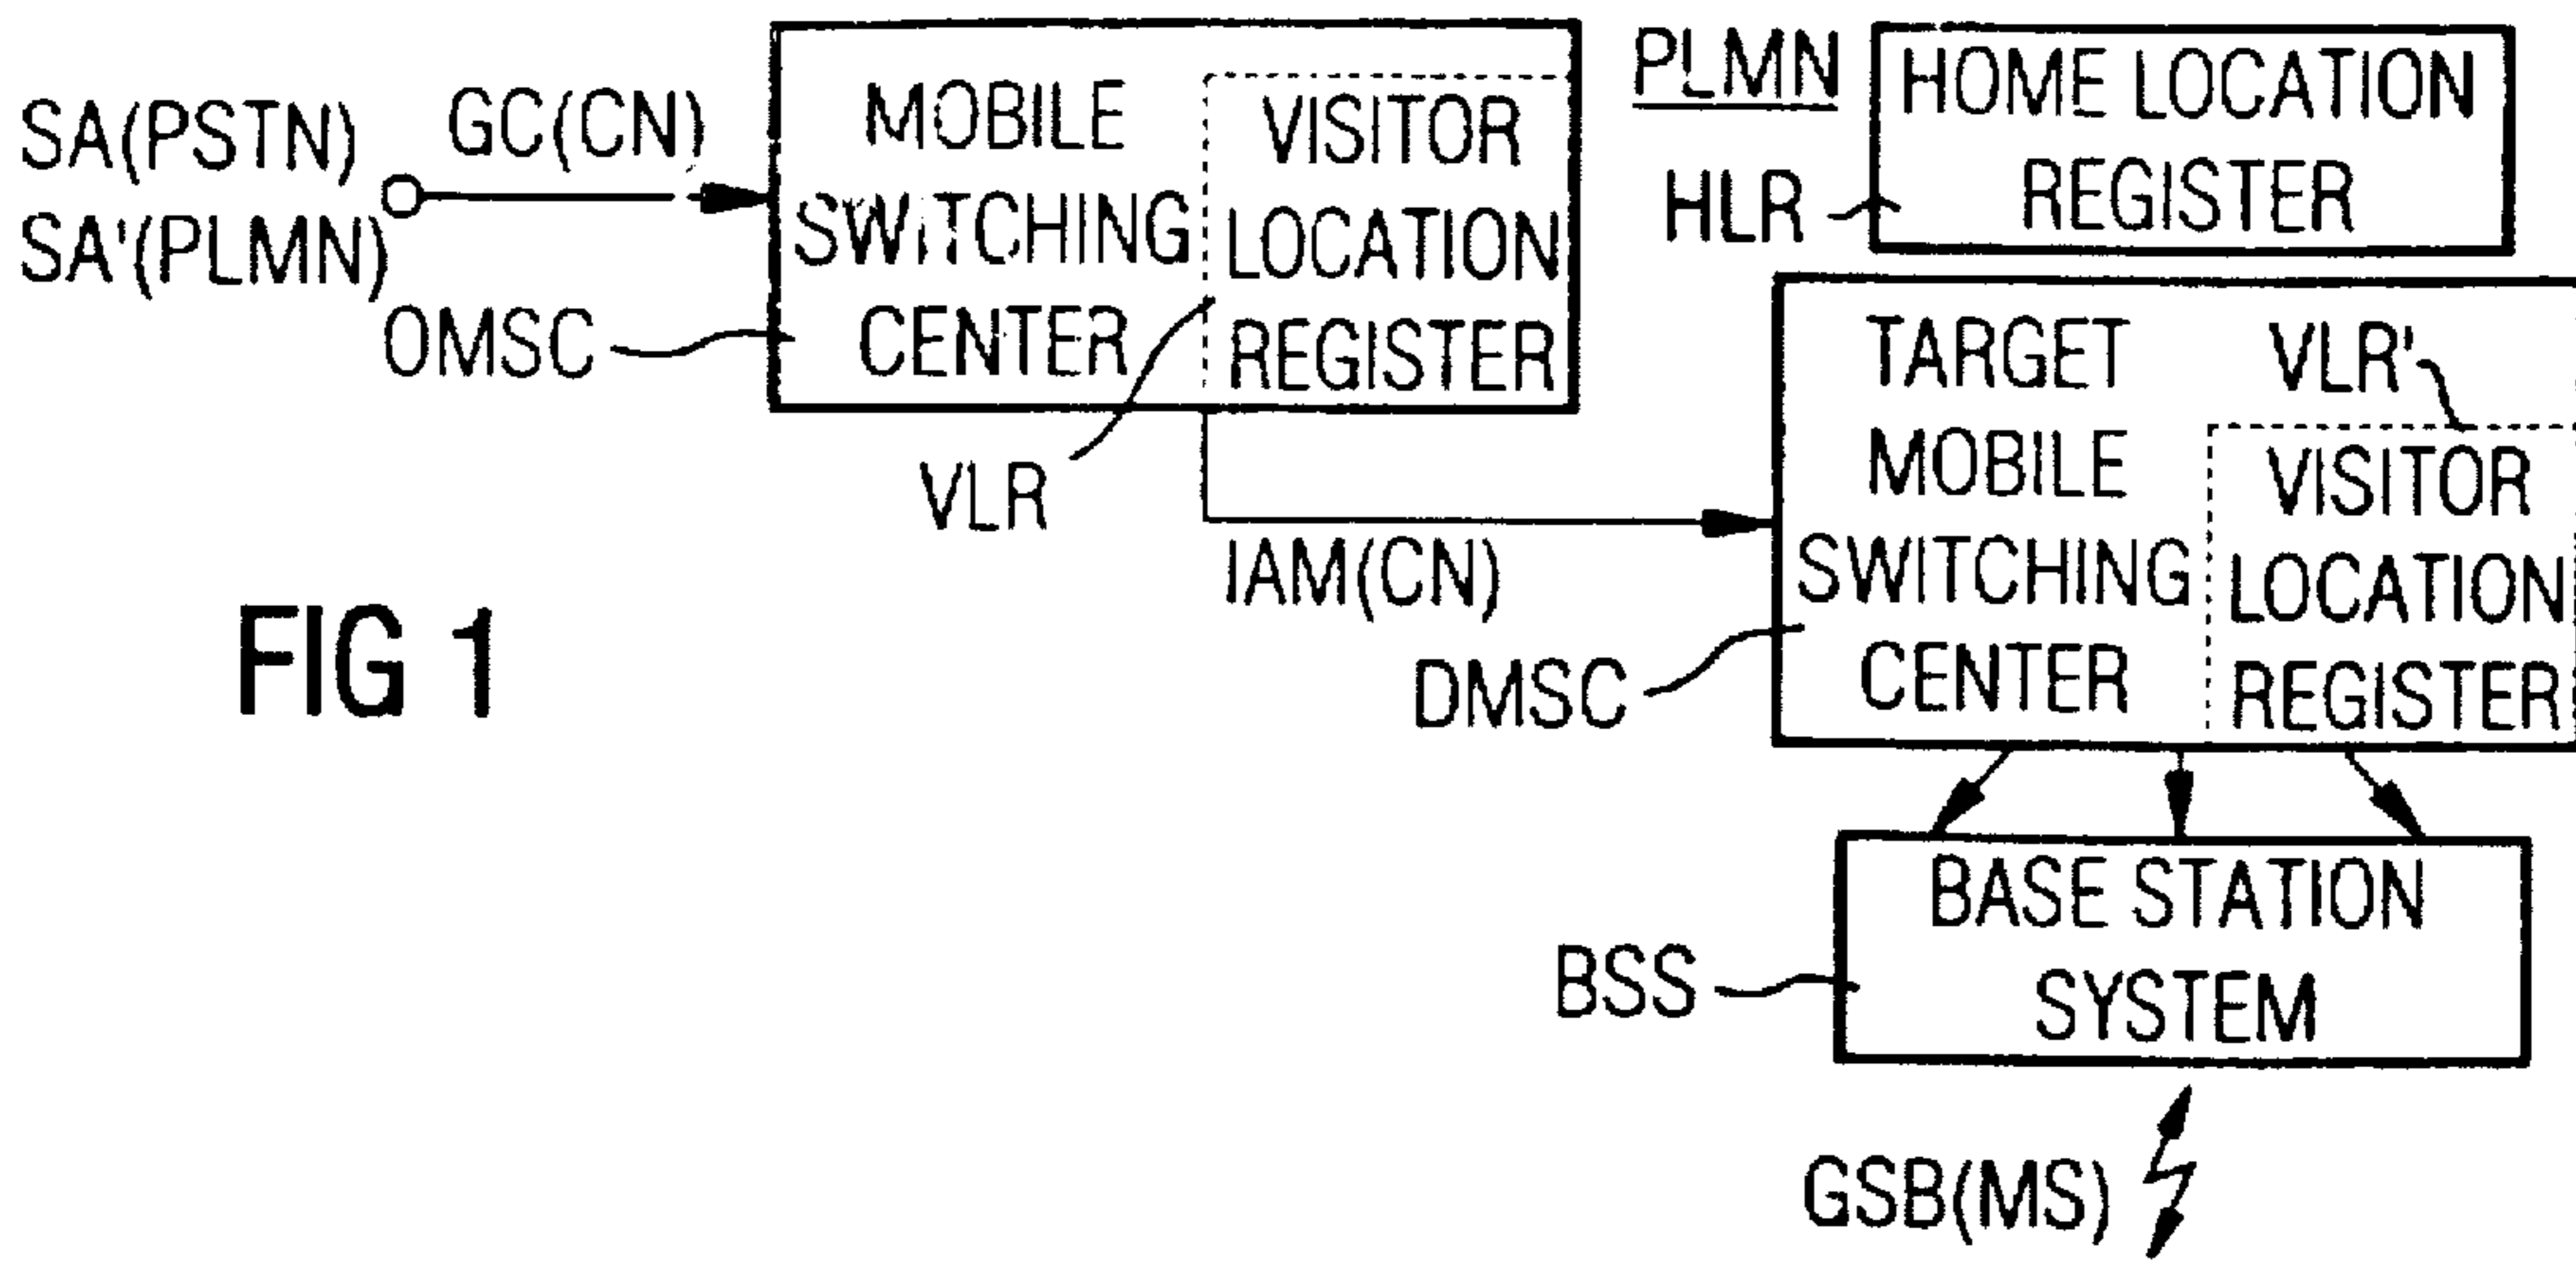 SA(PSTN)
SA'(PLMN)
GC(CN)
OMSC
MOBILE
SWITCHING
CENTER
VISITOR
LOCATION
REGISTER
VLR
PLMN
HOME LOCATION
REGISTER
HLR
IAM(CN)
TARGET
MOBILE
SWITCHING
CENTER
VLR'
VISITOR
LOCATION
REGISTER
DMSC
BASE STATION
SYSTEM
BSS
GSB(MS)
FIG 1